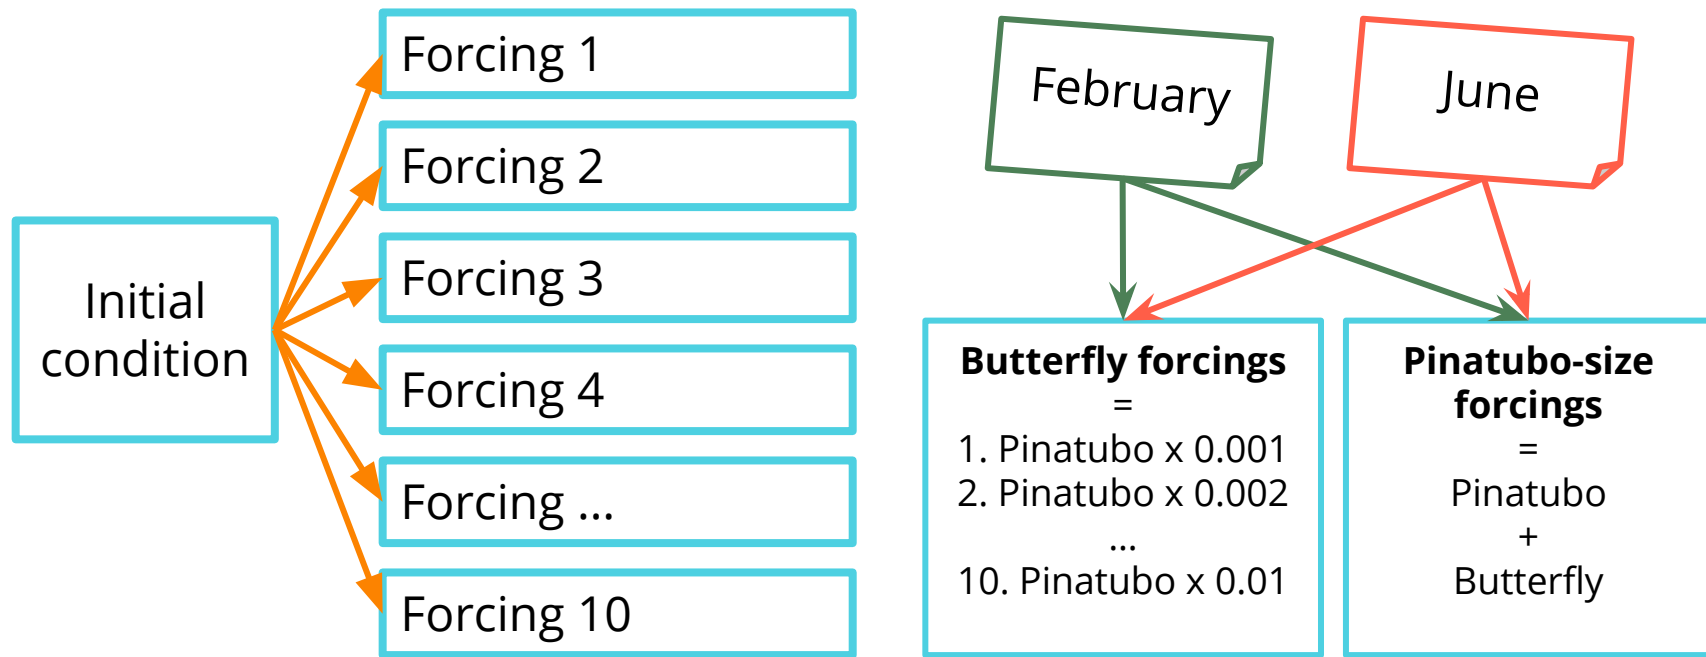 Initial
condition
Forcing 1
Forcing 2
Forcing 3
Forcing 4
Forcing ...
Forcing 10
February
June
Butterfly forcings
=
1. Pinatubo x 0.001
2. Pinatubo x 0.002
...
10. Pinatubo x 0.01
Pinatubo-size
forcings
=
Pinatubo
+
Butterfly